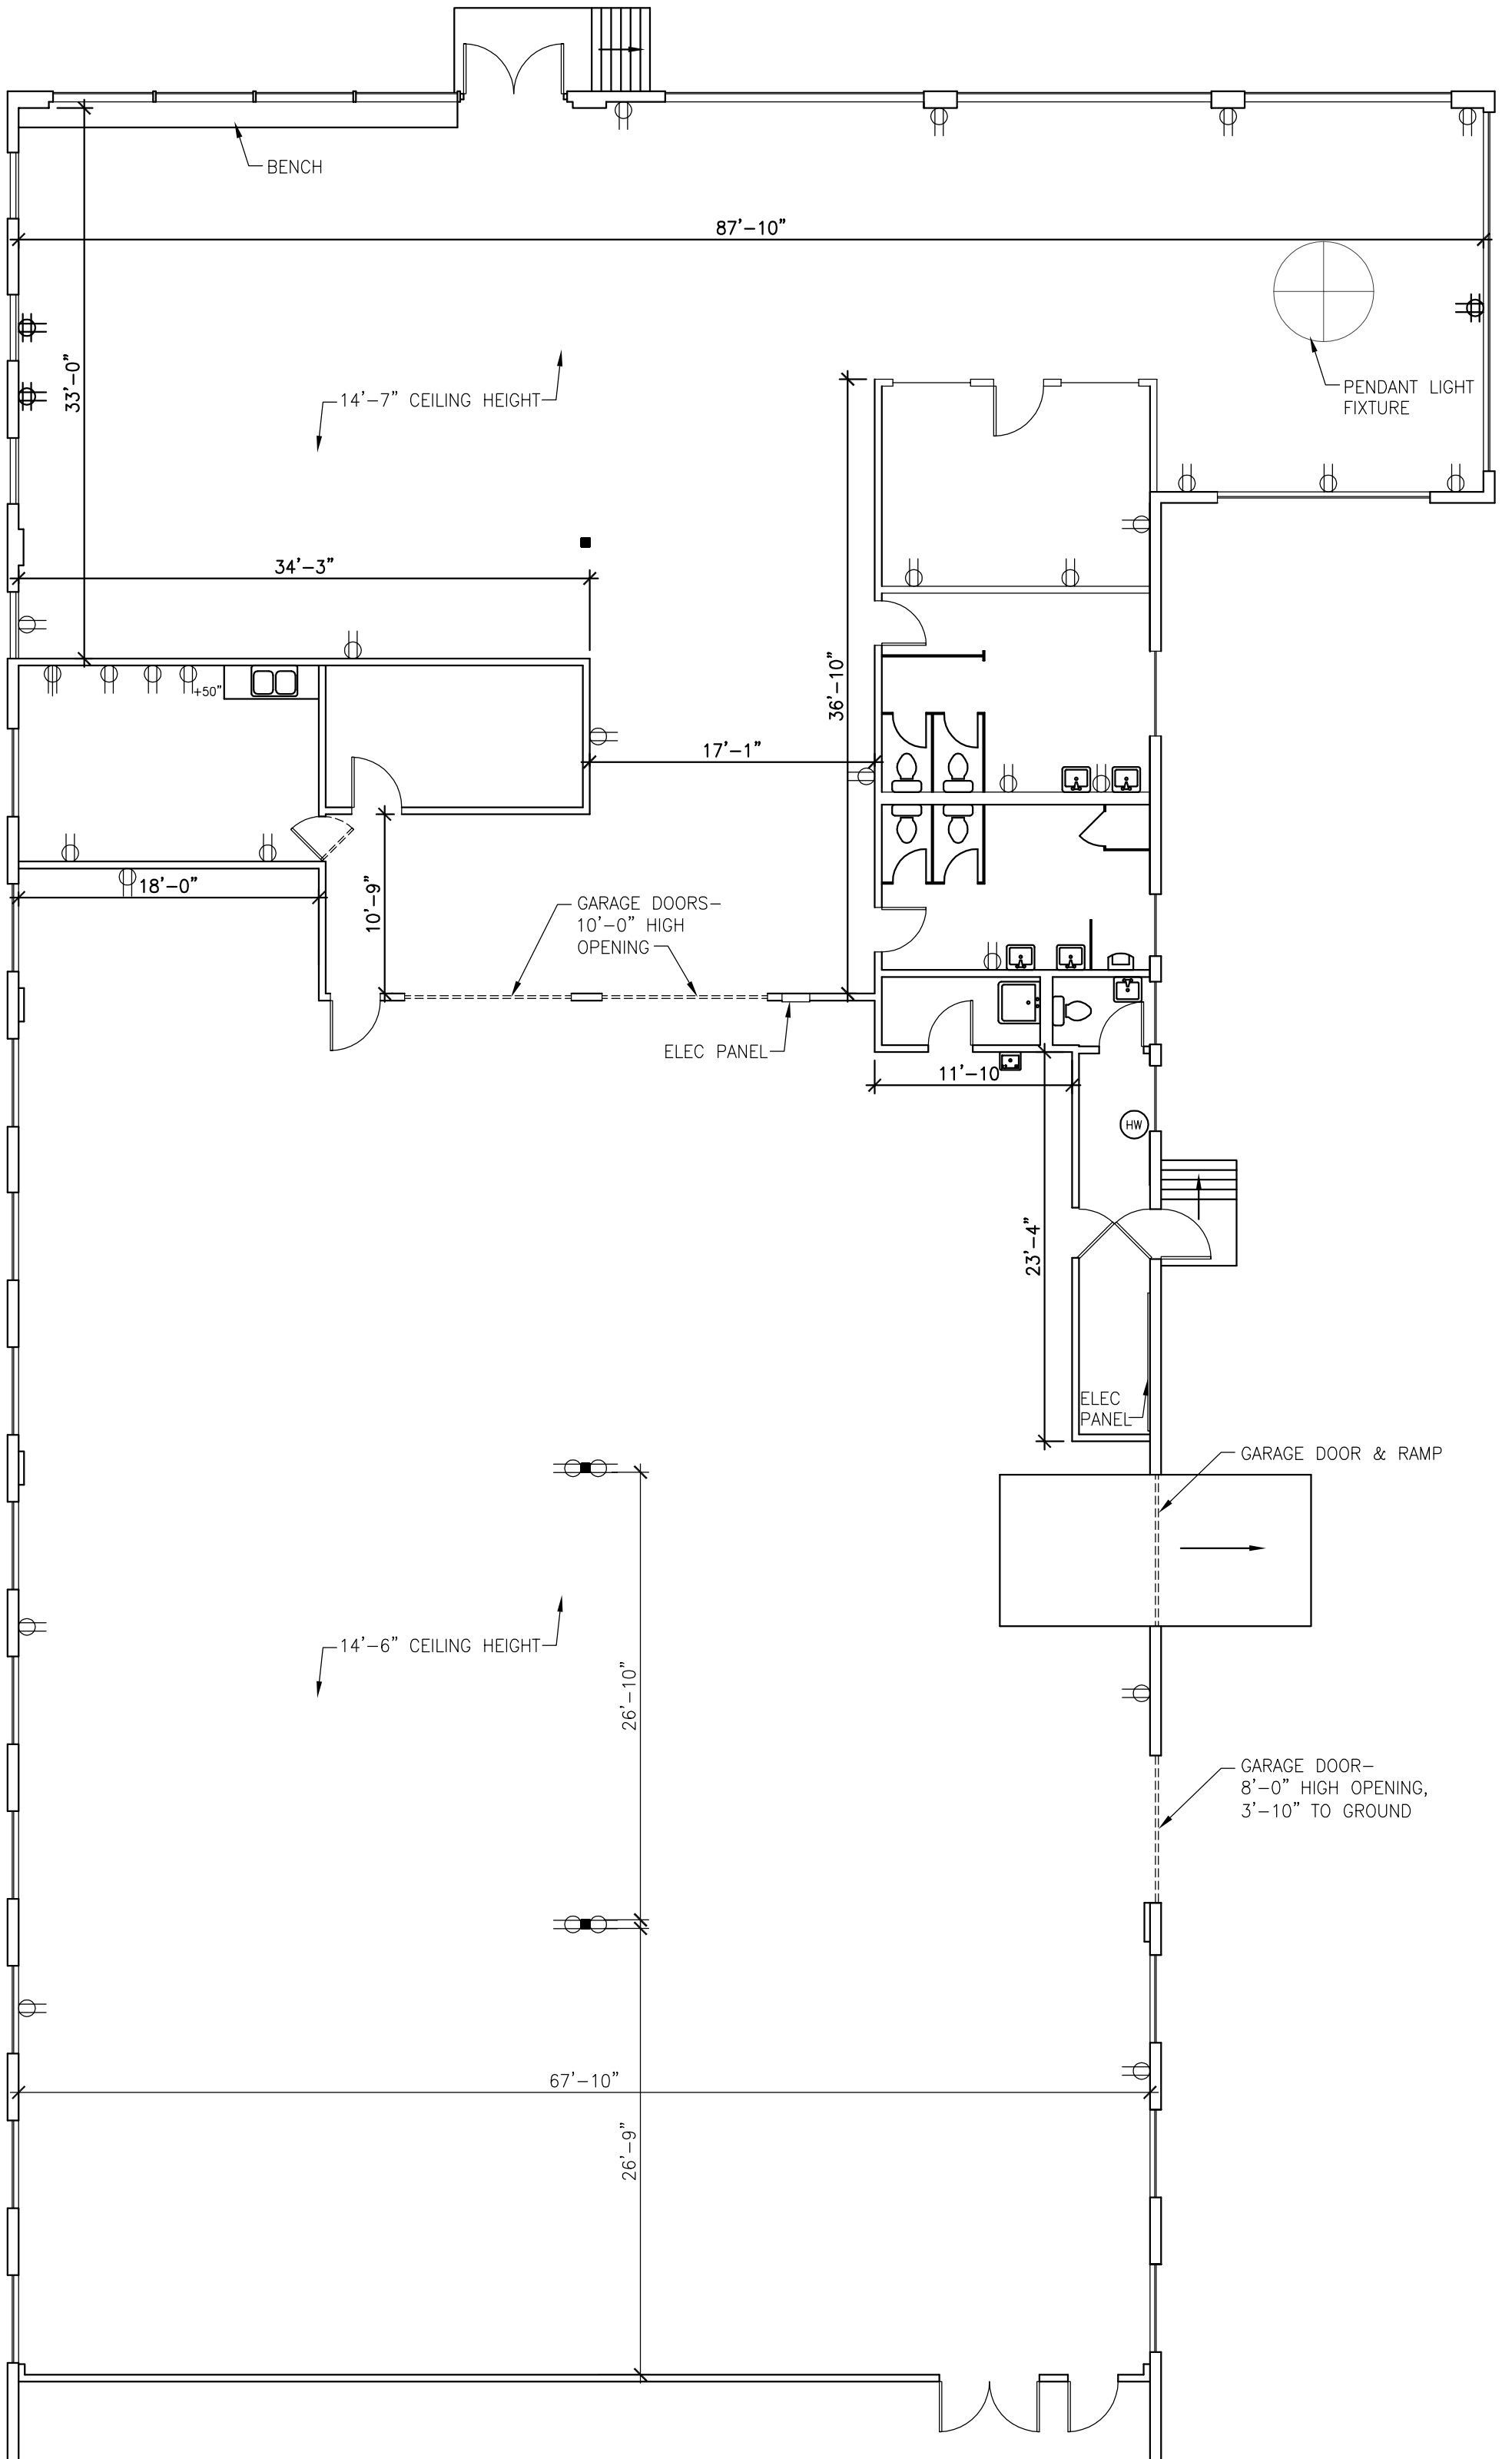 BENCH
87'-10"
33'-0"
14'-7" CEILING HEIGHT
PENDANT LIGHT
FIXTURE
34'-3"
36'-10"
+50"
17'-1"
18'-0"
10'-9"
GARAGE DOORS-
10'-0" HIGH
OPENING
ELEC PANEL
11'-10
HW
23'-4"
ELEC
PANEL
GARAGE DOOR & RAMP
14'-6" CEILING HEIGHT
26'-10"
GARAGE DOOR-
8'-0" HIGH OPENING,
3'-10" TO GROUND
67'-10"
26'-9"